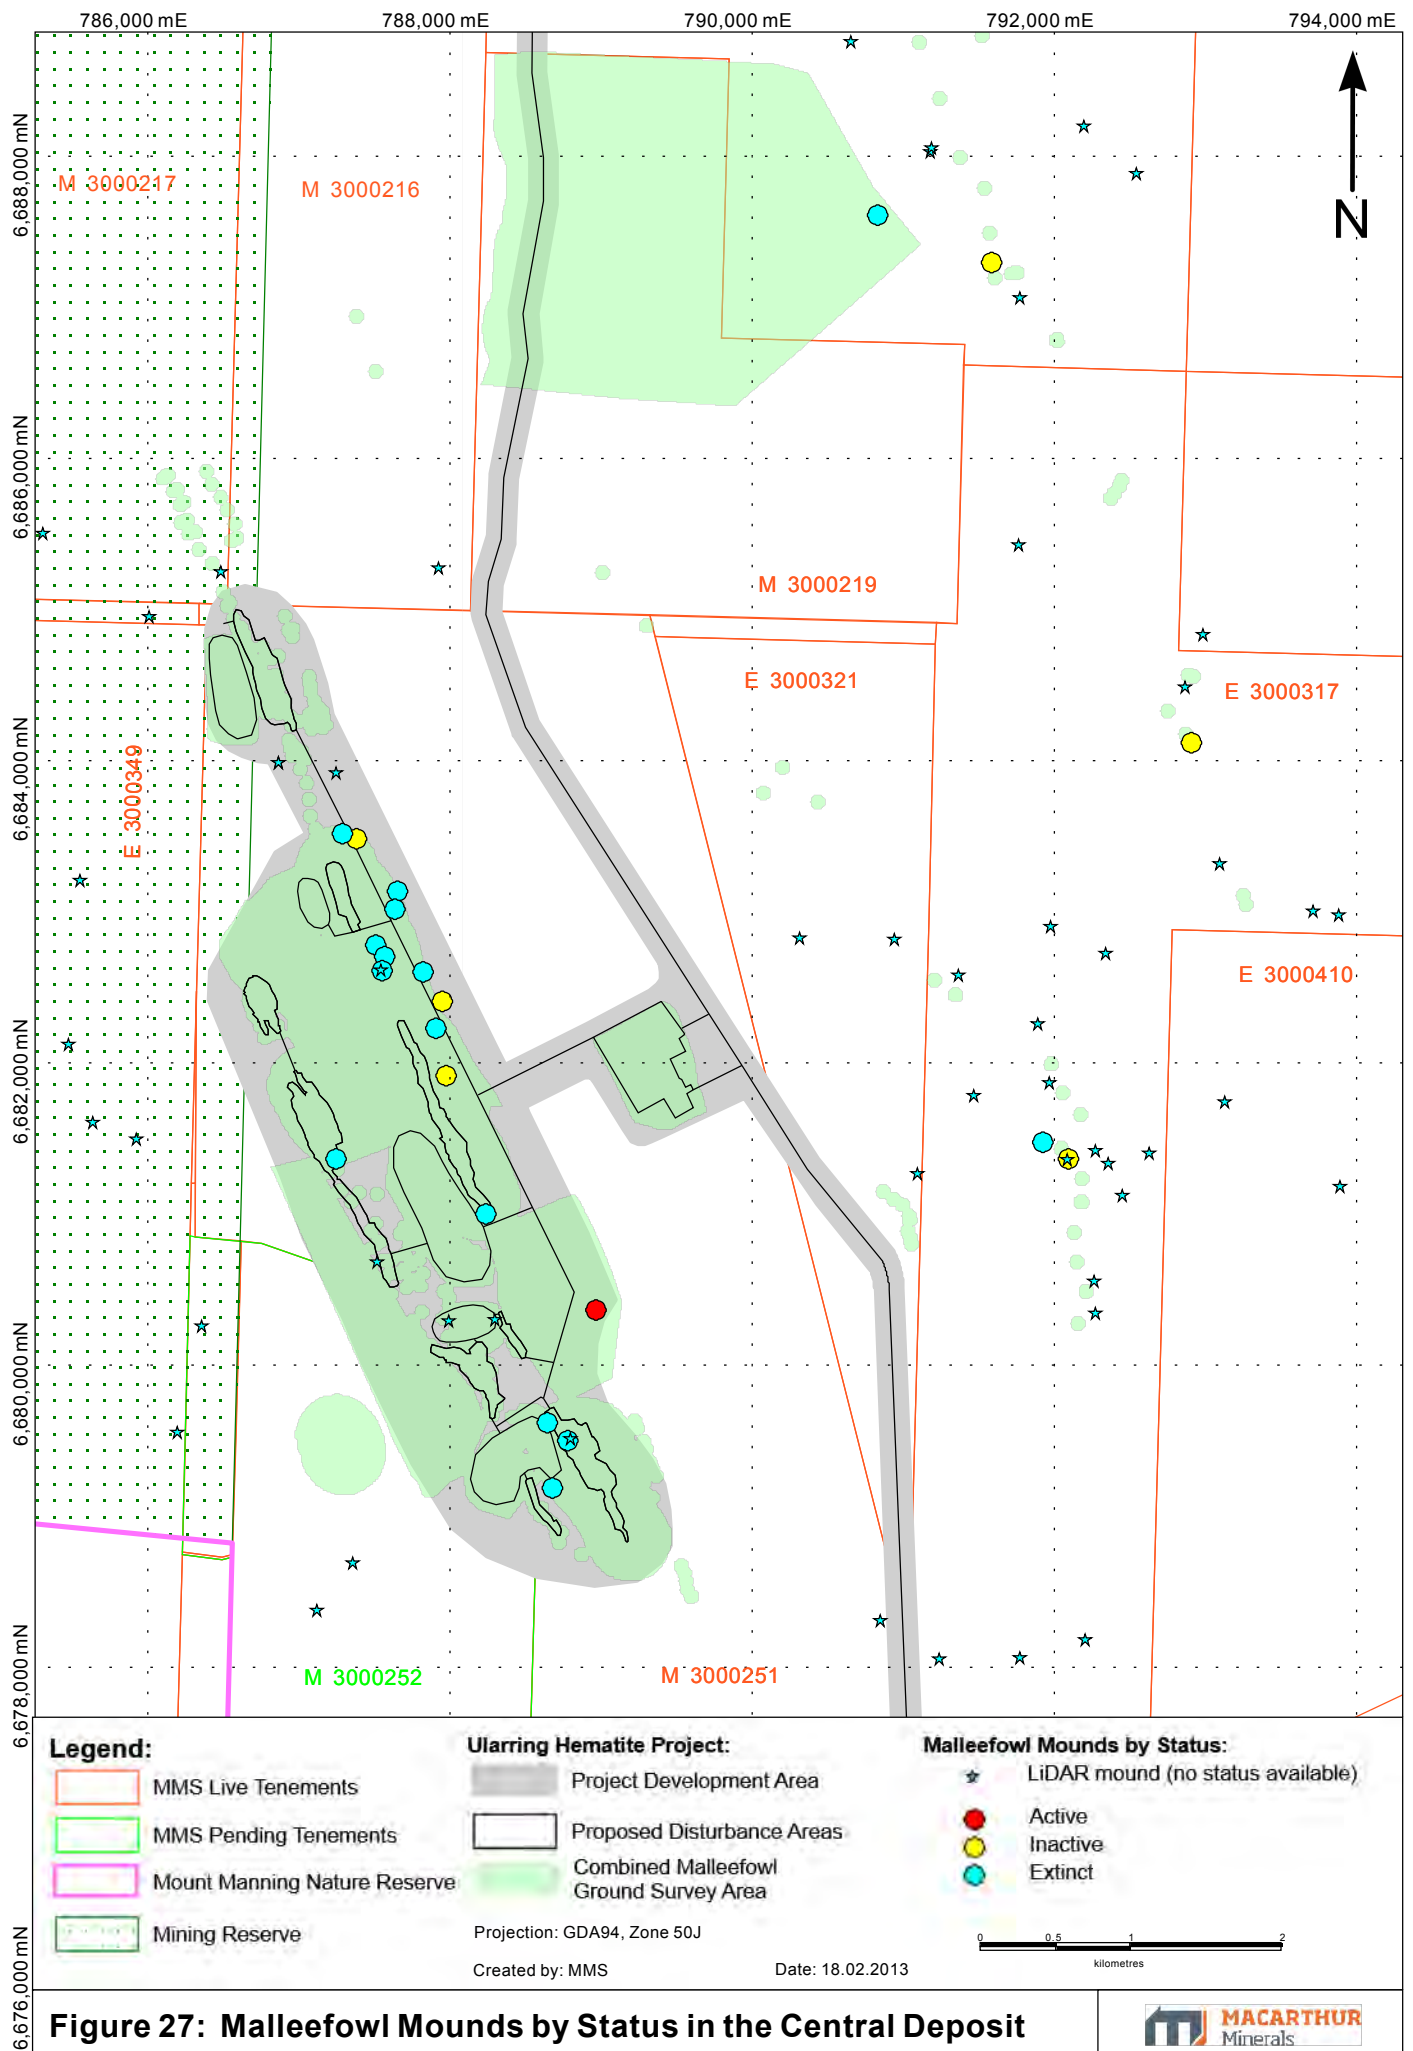 786,000 mE
788,000 mE
790,000 mE
792,000 mE
794,000 mE
6,688,000 mN
6,686,000 mN
6,684,000 mN
6,682,000 mN
6,680,000 mN
6,678,000 mN
6,676,000 mN
N
M 3000217
M 3000216
M 3000219
E 3000321
E 3000317
E 3000349
E 3000410
M 3000252
M 3000251
Legend:
MMS Live Tenements
MMS Pending Tenements
Mount Manning Nature Reserve
Mining Reserve
Ularring Hematite Project:
Project Development Area
Proposed Disturbance Areas
Combined Malleefowl
Ground Survey Area
Projection: GDA94, Zone 50J
Created by: MMS
Date: 18.02.2013
Malleefowl Mounds by Status:
LiDAR mound (no status available)
Active
Inactive
Extinct
0 0.5 1 2
kilometres
Figure 27: Malleefowl Mounds by Status in the Central Deposit
MACARTHUR
Minerals